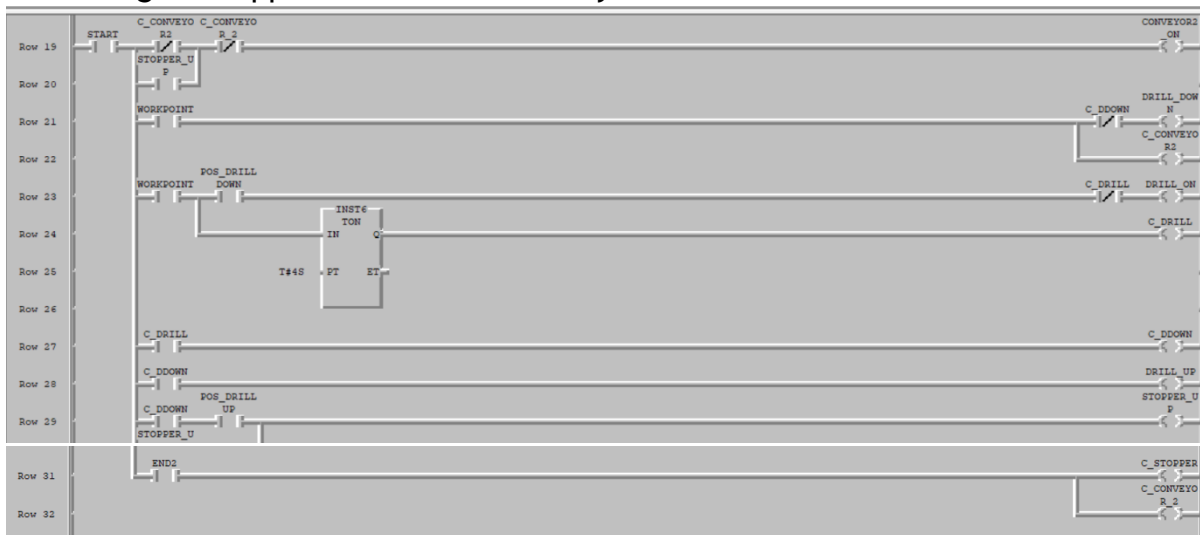 C_CONVEYO C_CONVEYO CONVEYOR2
START R2 R_2 _ON
Row 19
STOPPER_U
P
Row 20
DRILL_DOW
WORKPOINT C_DDOWN N
Row 21
C_CONVEYO
R2
Row 22
POS_DRILL
WORKPOINT DOWN C_DRILL DRILL_ON
Row 23
INST6
TON C_DRILL
Row 24 IN Q
Row 25 T#4S PT ET
Row 26
C_DRILL C_DDOWN
Row 27
C_DDOWN DRILL_UP
Row 28
POS_DRILL STOPPER_U
C_DDOWN UP P
Row 29
STOPPER_U
END2 C_STOPPER
Row 31
C_CONVEYO
R_2
Row 32